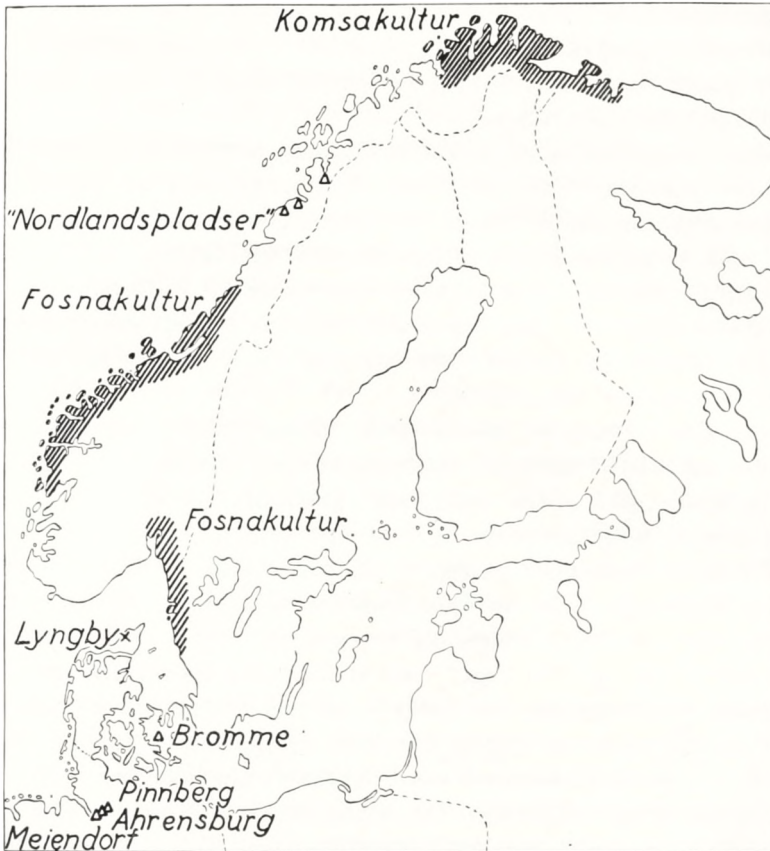 Komsakultur
"Nordlandspladser"
Fosnakultur
Fosnakultur
Lyngby
Bromme
Pinnberg
Ahrensburg
Meiendorf